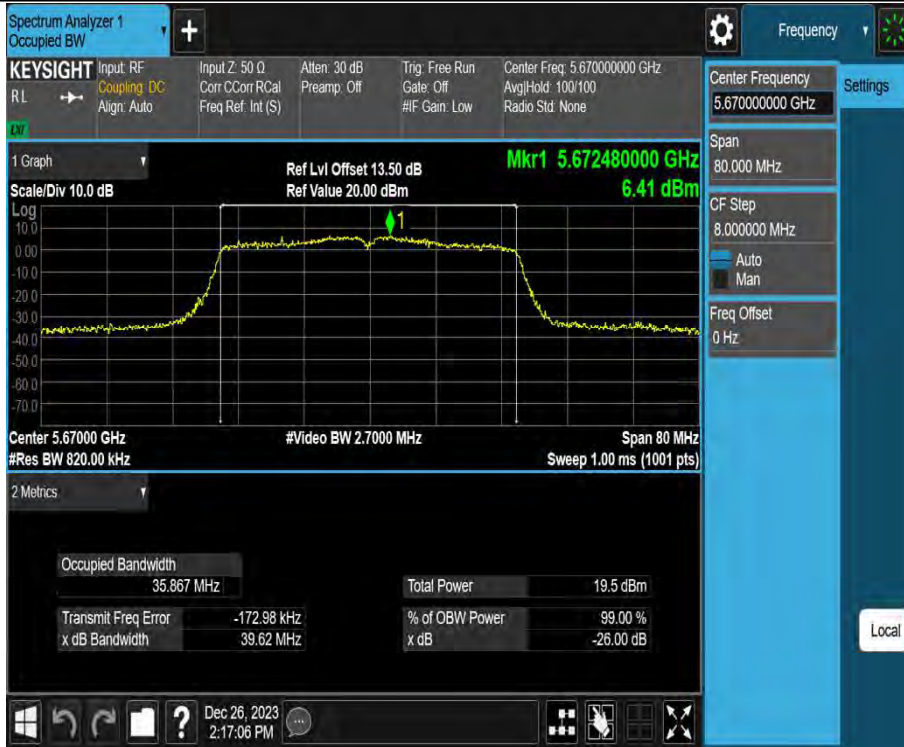 Spectrum Analyzer 1
Occupied BW
+
Frequency
KEYSIGHT Input: RF Input Z: 50 Ω Atten: 30 dB Trig: Free Run Center Freq: 5.670000000 GHz
RL Coupling: DC Corr CCorr RCal Preamp: Off Gate: Off Avg|Hold: 100/100
Align: Auto Freq Ref: Int (S) #IF Gain: Low Radio Std: None
LXI
Center Frequency
5.670000000 GHz
Settings
Span
80.000 MHz
CF Step
8.000000 MHz
Auto
Man
Freq Offset
0 Hz
Local
1 Graph
Ref Lvl Offset 13.50 dB Mkr1 5.672480000 GHz
Scale/Div 10.0 dB Ref Value 20.00 dBm 6.41 dBm
Log
1
10.0
0.00
-10.0
-20.0
-30.0
-40.0
-50.0
-60.0
-70.0
Center 5.67000 GHz #Video BW 2.7000 MHz Span 80 MHz
#Res BW 820.00 kHz Sweep 1.00 ms (1001 pts)
2 Metrics
Occupied Bandwidth
35.867 MHz Total Power 19.5 dBm
Transmit Freq Error -172.98 kHz % of OBW Power 99.00 %
x dB Bandwidth 39.62 MHz x dB -26.00 dB
? Dec 26, 2023
2:17:06 PM